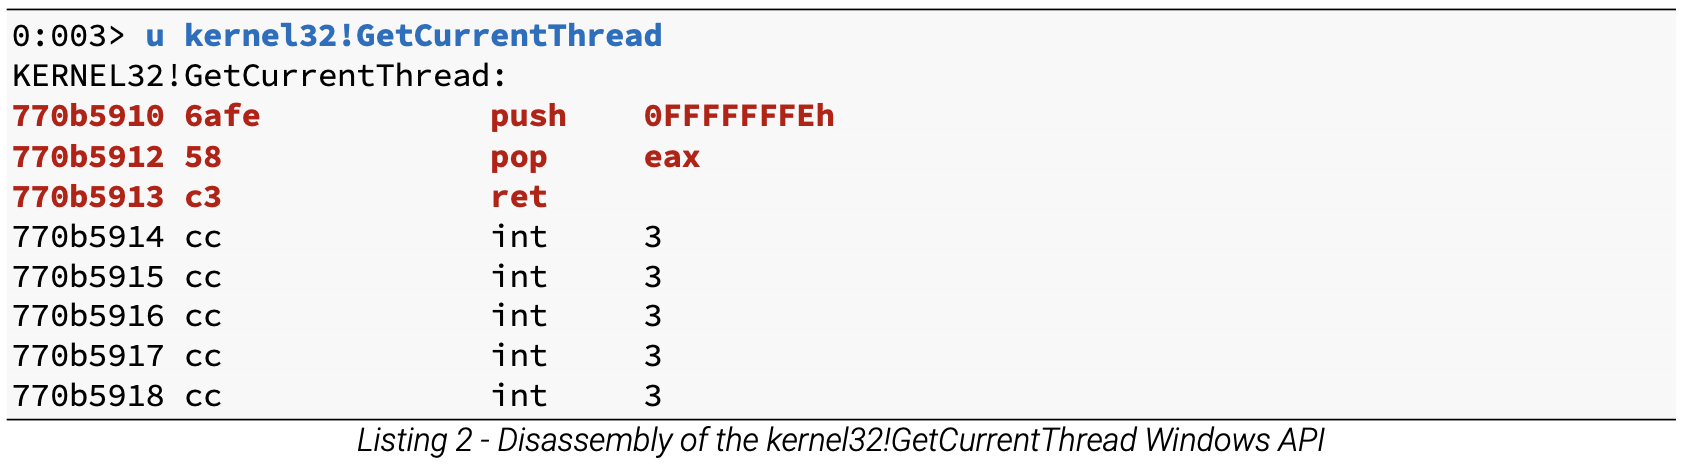 0:003> u kernel32!GetCurrentThread
KERNEL32!GetCurrentThread:
770b5910 6afe push 0FFFFFFFEh
770b5912 58 pop eax
770b5913 c3 ret
770b5914 cc int 3
770b5915 cc int 3
770b5916 cc int 3
770b5917 cc int 3
770b5918 cc int 3
Listing 2 - Disassembly of the kernel32!GetCurrentThread Windows API